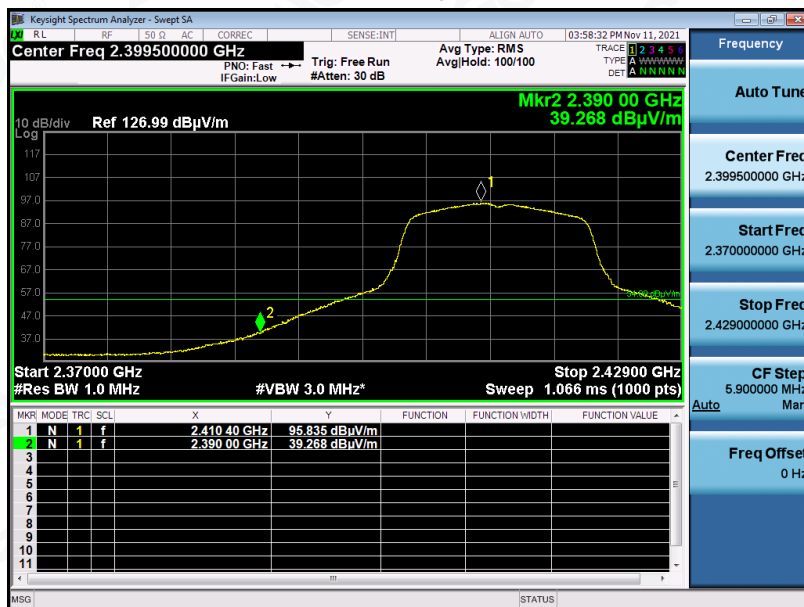 Keysight Spectrum Analyzer - Swept SA
LXI RL RF 50 Ω AC CORREC SENSE:INT ALIGN AUTO 03:58:32 PM Nov 11, 2021
Center Freq 2.399500000 GHz
PNO: Fast
IFGain:Low
Trig: Free Run
#Atten: 30 dB
Avg Type: RMS
Avg|Hold: 100/100
TRACE 1 2 3 4 5 6
TYPE A WWWWW
DET A N N N N N
Mkr2 2.390 00 GHz
39.268 dBµV/m
10 dB/div Ref 126.99 dBµV/m
Log
117
107
97.0
87.0
77.0
67.0
57.0
47.0
37.0
1
2
Start 2.37000 GHz Stop 2.42900 GHz
#Res BW 1.0 MHz #VBW 3.0 MHz* Sweep 1.066 ms (1000 pts)
MKR MODE TRC SCL X Y FUNCTION FUNCTION WIDTH FUNCTION VALUE
1 N 1 f 2.410 40 GHz 95.835 dBµV/m
2 N 1 f 2.390 00 GHz 39.268 dBµV/m
3
4
5
6
7
8
9
10
11
MSG STATUS
Frequency
Auto Tune
Center Freq
2.399500000 GHz
Start Freq
2.370000000 GHz
Stop Freq
2.429000000 GHz
CF Step
5.900000 MHz
Auto Man
Freq Offset
0 Hz